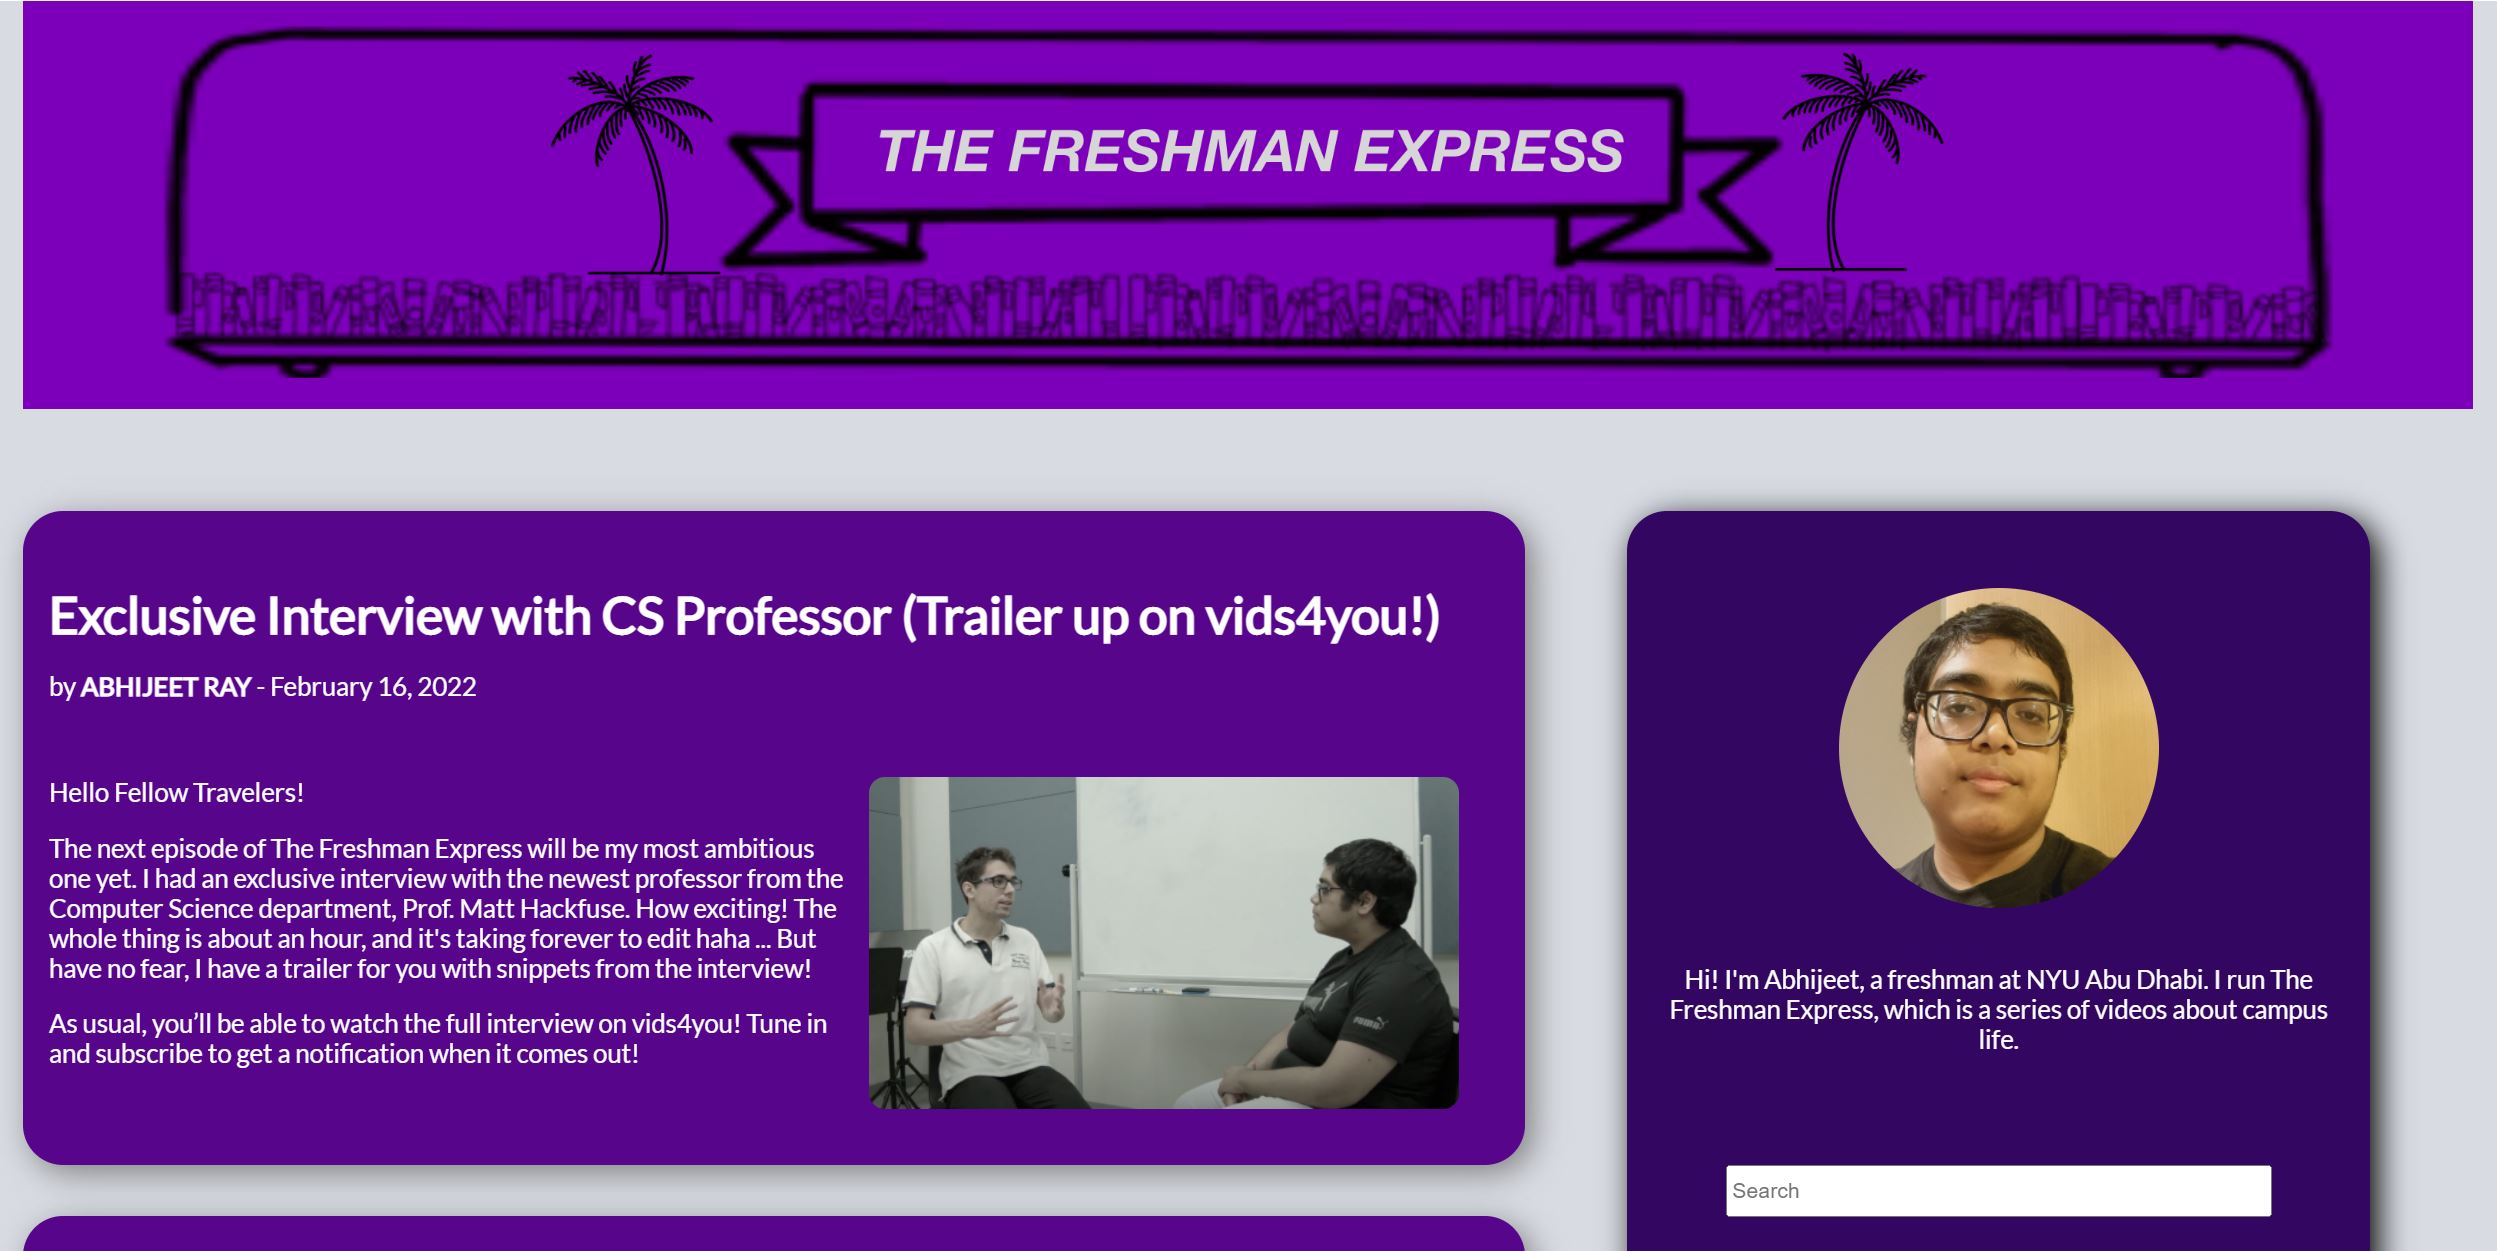 THE FRESHMAN EXPRESS
Exclusive Interview with CS Professor (Trailer up on vids4you!)
by ABHIJEET RAY - February 16, 2022
Hello Fellow Travelers!
The next episode of The Freshman Express will be my most ambitious
one yet. I had an exclusive interview with the newest professor from the
Computer Science department, Prof. Matt Hackfuse. How exciting! The
whole thing is about an hour, and it's taking forever to edit haha ... But
have no fear, I have a trailer for you with snippets from the interview!
As usual, you’ll be able to watch the full interview on vids4you! Tune in
and subscribe to get a notification when it comes out!
PUMA
Hi! I'm Abhijeet, a freshman at NYU Abu Dhabi. I run The
Freshman Express, which is a series of videos about campus
life.
Search